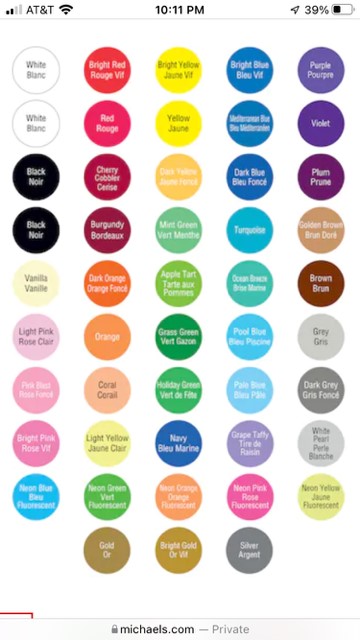 AT&T 10:11 PM 39%
White
Blanc
Bright Red
Rouge Vif
Bright Yellow
Jaune Vif
Bright Blue
Bleu Vif
Purple
Pourpre
White
Blanc
Red
Rouge
Yellow
Jaune
Mediterranean Blue
Bleu Méditerranéen
Violet
Black
Noir
Cherry
Cobbler
Cerise
Dark Yellow
Jaune Foncé
Dark Blue
Bleu Foncé
Plum
Prune
Black
Noir
Burgundy
Bordeaux
Mint Green
Vert Menthe
Turquoise
Golden Brown
Brun Doré
Vanilla
Vanille
Dark Orange
Orange Foncé
Apple Tart
Tarte aux
Pommes
Ocean Breeze
Brise Marine
Brown
Brun
Light Pink
Rose Clair
Orange
Grass Green
Vert Gazon
Pool Blue
Bleu Piscine
Grey
Gris
Pink Bleu
Rosa Foncé
Coral
Corail
Holiday Green
Vert de Fête
Pale Blue
Bleu Pâle
Dark Grey
Gris Foncé
Bright Pink
Rose Vif
Light Yellow
Jaune Clair
Navy
Bleu Marine
Grape Taffy
Tire de
Raisin
White
Pearl
Perle
Blanche
Neon Blue
Bleu
Fluorescent
Neon Green
Vert
Fluorescent
Neon Orange
Orange
Fluorescent
Neon Pink
Rose
Fluorescent
Neon Yellow
Jaune
Fluorescent
Gold
Or
Bright Gold
Or Vif
Silver
Argent
michaels.com — Private